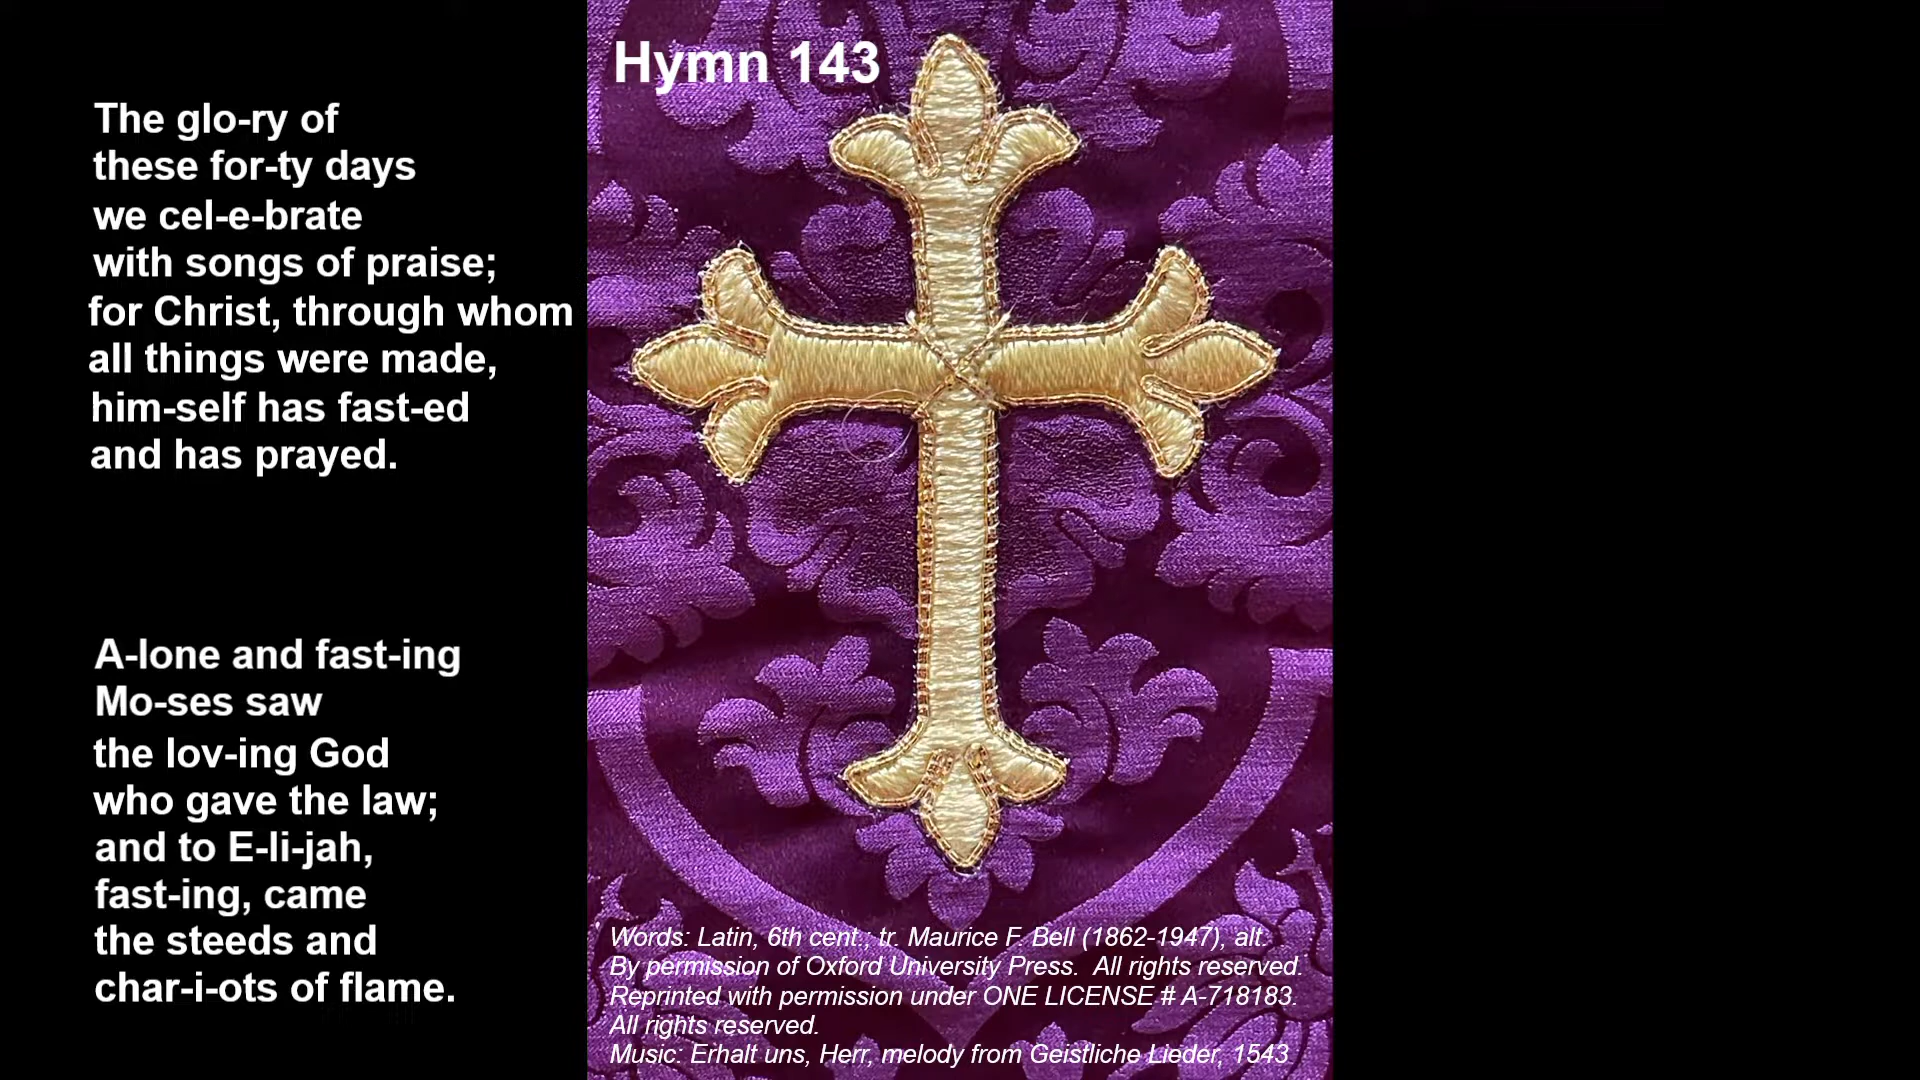 Hymn 143
The glo-ry of
these for-ty days
we cel-e-brate
with songs of praise;
for Christ, through whom
all things were made,
him-self has fast-ed
and has prayed.
A-lone and fast-ing
Mo-ses saw
the lov-ing God
who gave the law;
and to E-li-jah,
fast-ing, came
the steeds and
char-i-ots of flame.
Words: Latin, 6th cent.; tr. Maurice F. Bell (1862-1947), alt.
By permission of Oxford University Press.  All rights reserved.
Reprinted with permission under ONE LICENSE # A-718183.
All rights reserved.
Music: Erhalt uns, Herr, melody from Geistliche Lieder, 1543